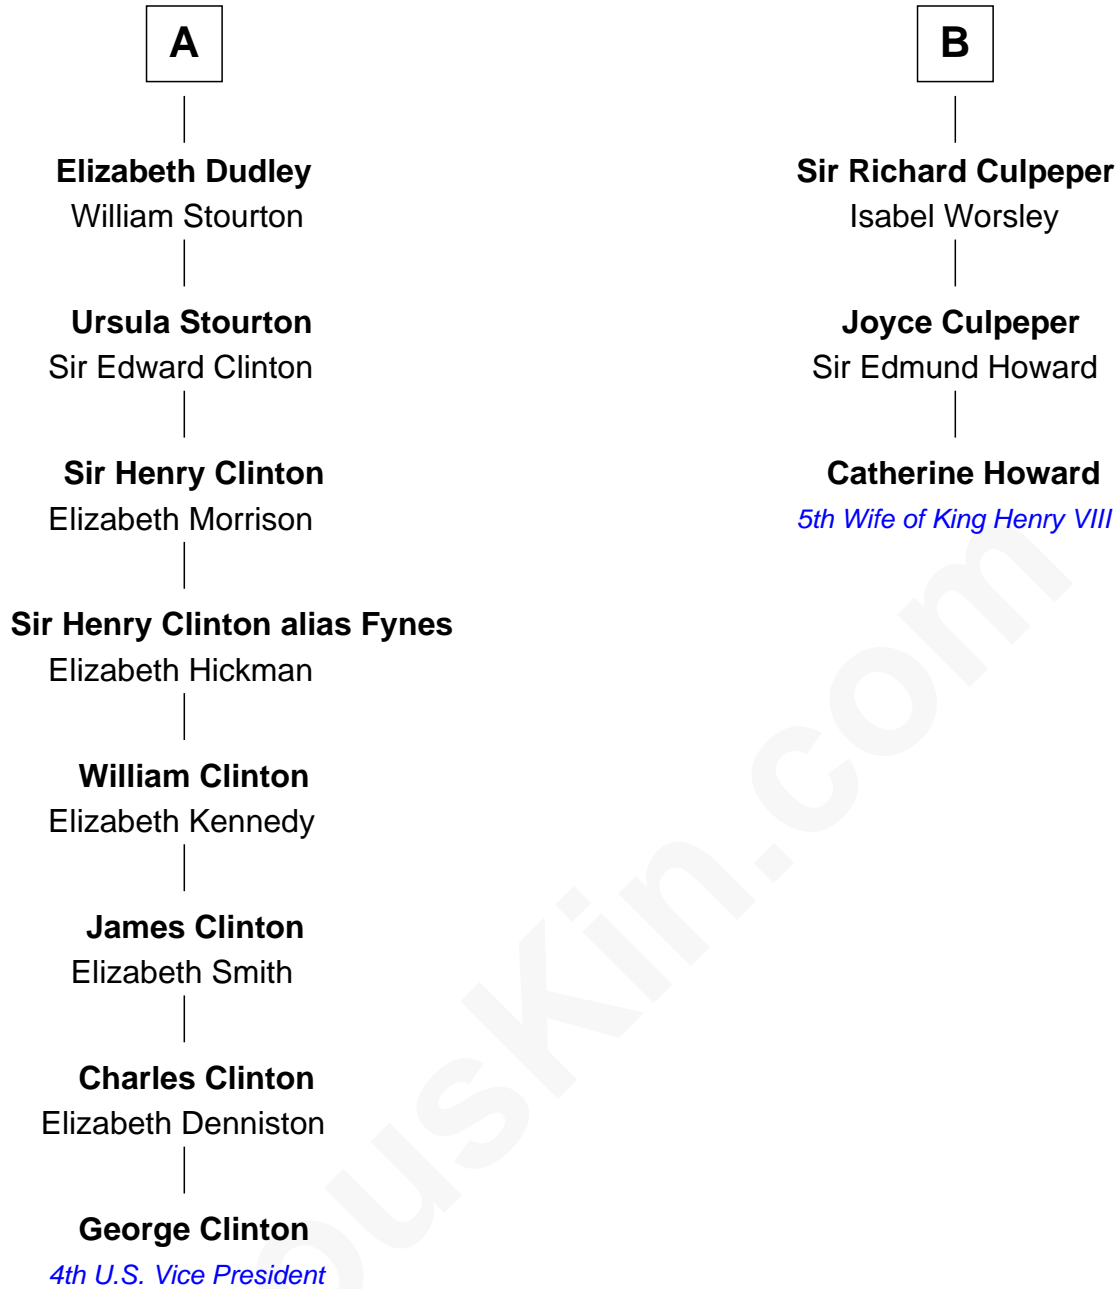 A
Elizabeth Dudley
William Stourton
Ursula Stourton
Sir Edward Clinton
Sir Henry Clinton
Elizabeth Morrison
Sir Henry Clinton alias Fynes
Elizabeth Hickman
William Clinton
Elizabeth Kennedy
James Clinton
Elizabeth Smith
Charles Clinton
Elizabeth Denniston
George Clinton
4th U.S. Vice President
B
Sir Richard Culpeper
Isabel Worsley
Joyce Culpeper
Sir Edmund Howard
Catherine Howard
5th Wife of King Henry VIII
ousKin.com